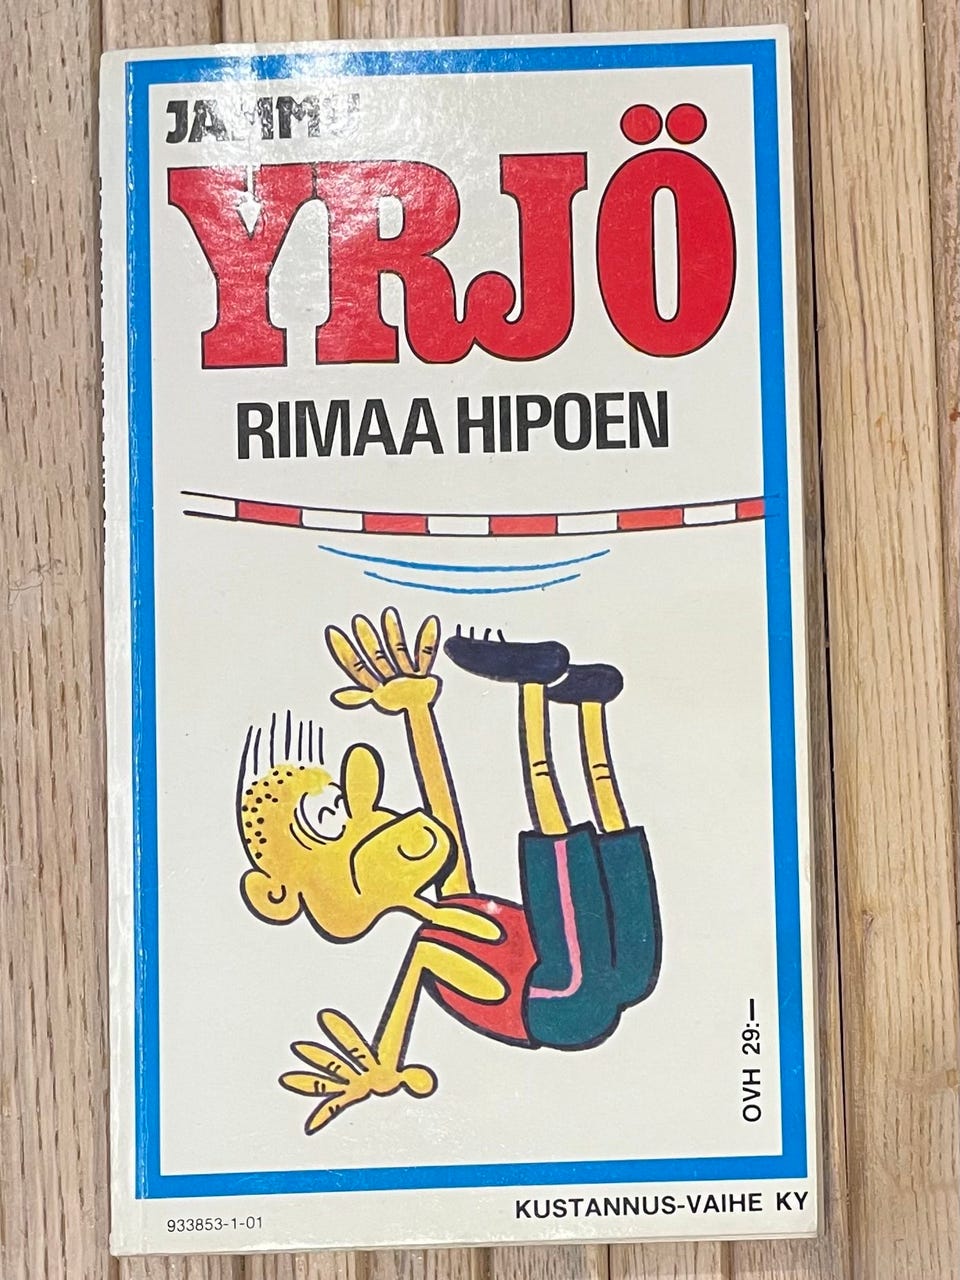 JAMMU
YRJÖ
RIMAA HIPOEN
OVH 29:—
KUSTANNUS-VAIHE KY
933853-1-01